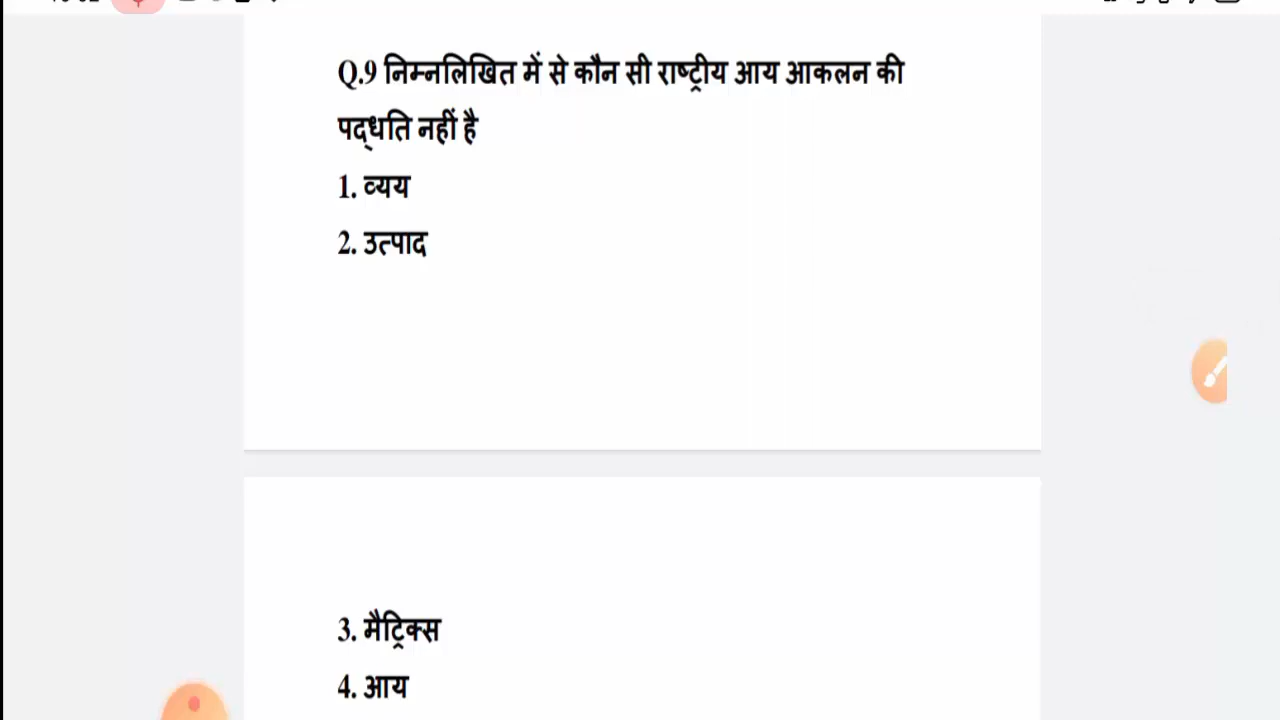 Q.9 निम्नलिखित में से कौन सी राष्ट्रीय आय आकलन की
पद्धति नहीं है
1. व्यय
2. उत्पाद
3. मैट्रिक्स
4. आय